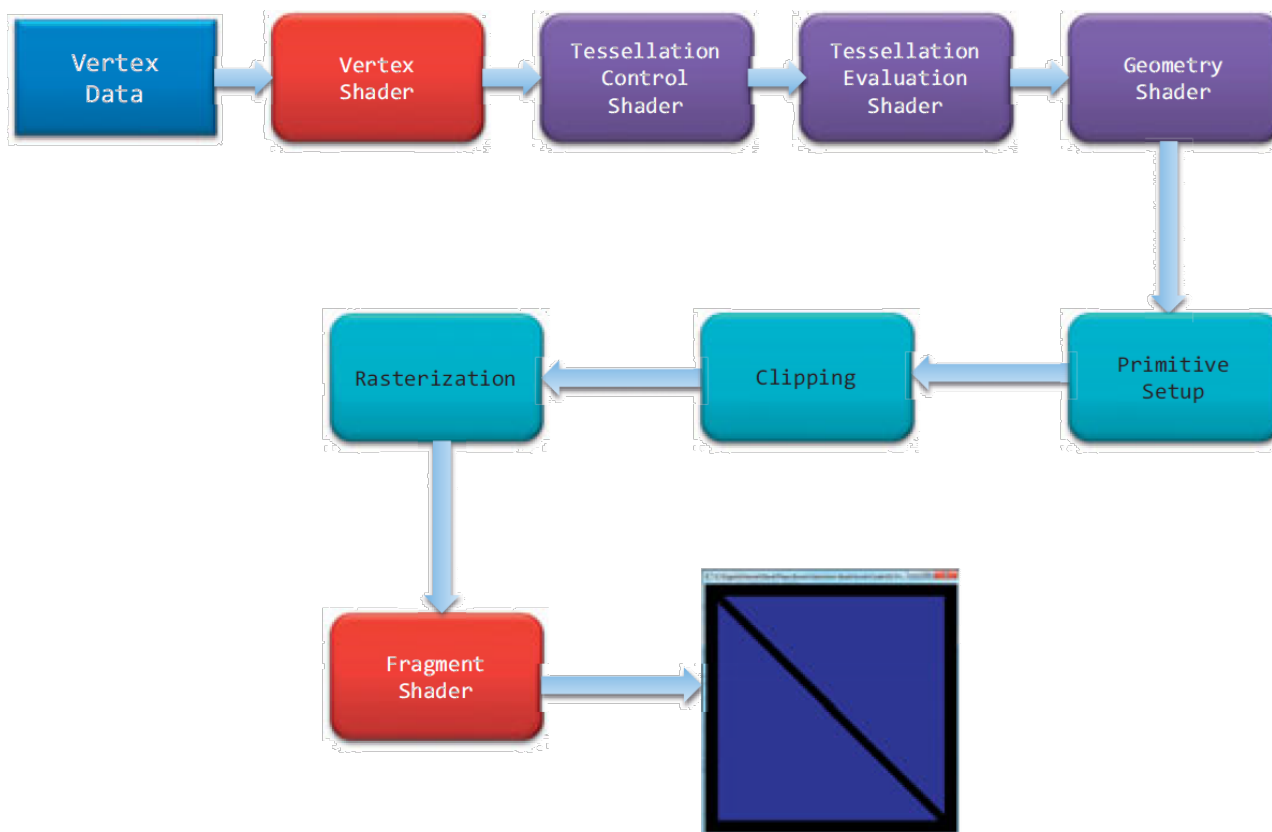 Vertex
Data
Vertex
Shader
Tessellation
Control
Shader
Tessellation
Evaluation
Shader
Geometry
Shader
Rasterization
Clipping
Primitive
Setup
Fragment
Shader